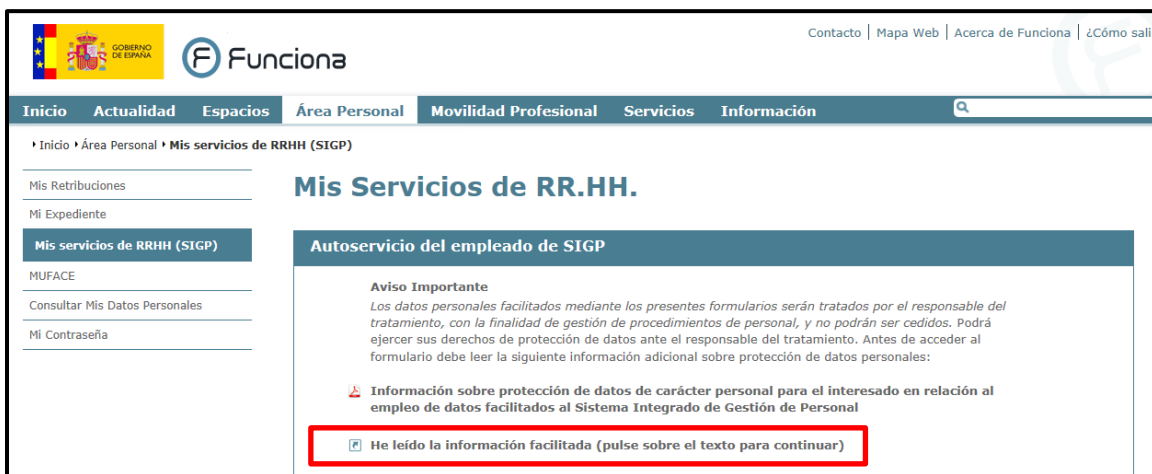 Contacto | Mapa Web | Acerca de Funciona | ¿Cómo sali
GOBIERNO
DE ESPAÑA
Funciona
Inicio Actualidad Espacios Área Personal Movilidad Profesional Servicios Información
Inicio Área Personal Mis servicios de RRHH (SIGP)
Mis Retribuciones
Mi Expediente
Mis servicios de RRHH (SIGP)
MUFACE
Consultar Mis Datos Personales
Mi Contraseña
Mis Servicios de RR.HH.
Autoservicio del empleado de SIGP
Aviso Importante
Los datos personales facilitados mediante los presentes formularios serán tratados por el responsable del
tratamiento, con la finalidad de gestión de procedimientos de personal, y no podrán ser cedidos. Podrá
ejercer sus derechos de protección de datos ante el responsable del tratamiento. Antes de acceder al
formulario debe leer la siguiente información adicional sobre protección de datos personales:
Información sobre protección de datos de carácter personal para el interesado en relación al
empleo de datos facilitados al Sistema Integrado de Gestión de Personal
He leído la información facilitada (pulse sobre el texto para continuar)